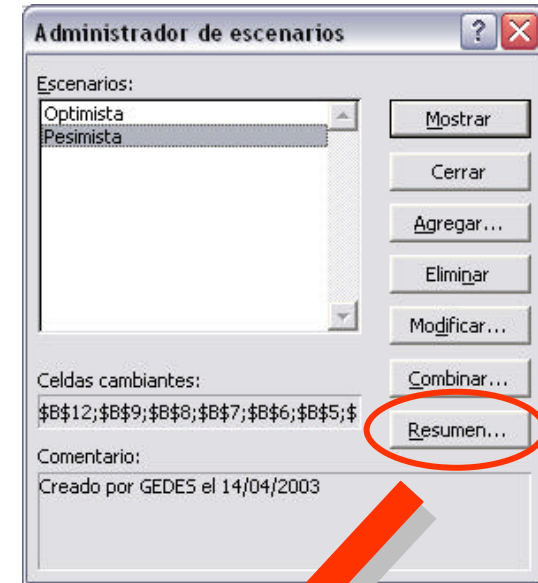 Administrador de escenarios
?
Escenarios:
Optimista
Pesimista
Mostrar
Cerrar
Agregar...
Eliminar
Modificar...
Combinar...
Resumen...
Celdas cambiantes:
$B$12;$B$9;$B$8;$B$7;$B$6;$B$5;$
Comentario:
Creado por GEDES el 14/04/2003